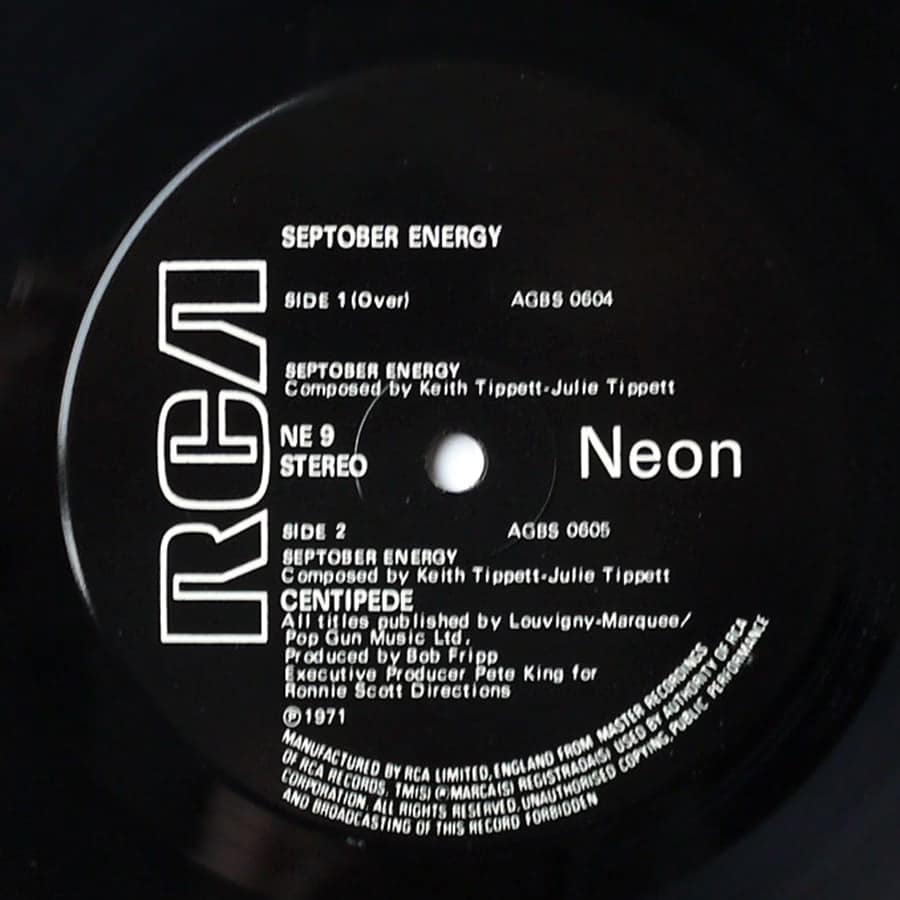 SEPTOBER ENERGY
SIDE 1 (Over) AGBS 0604
SEPTOBER ENERGY
Composed by Keith Tippett-Julie Tippett
RCA
NE 9
STEREO
Neon
SIDE 2 AGBS 0605
SEPTOBER ENERGY
Composed by Keith Tippett-Julie Tippett
CENTIPEDE
All titles published by Louvigny-Marquee/
Pop Gun Music Ltd.
Produced by Bob Fripp
Executive Producer Pete King for
Ronnie Scott Directions
℗1971
MANUFACTURED BY RCA LIMITED, ENGLAND FROM MASTER RECORDINGS
OF RCA RECORDS. TM(S) ® MARCA(S) REGISTRADA(S) USED BY AUTHORITY OF RCA
CORPORATION. ALL RIGHTS RESERVED. UNAUTHORISED COPYING, PUBLIC PERFORMANCE
AND BROADCASTING OF THIS RECORD FORBIDDEN